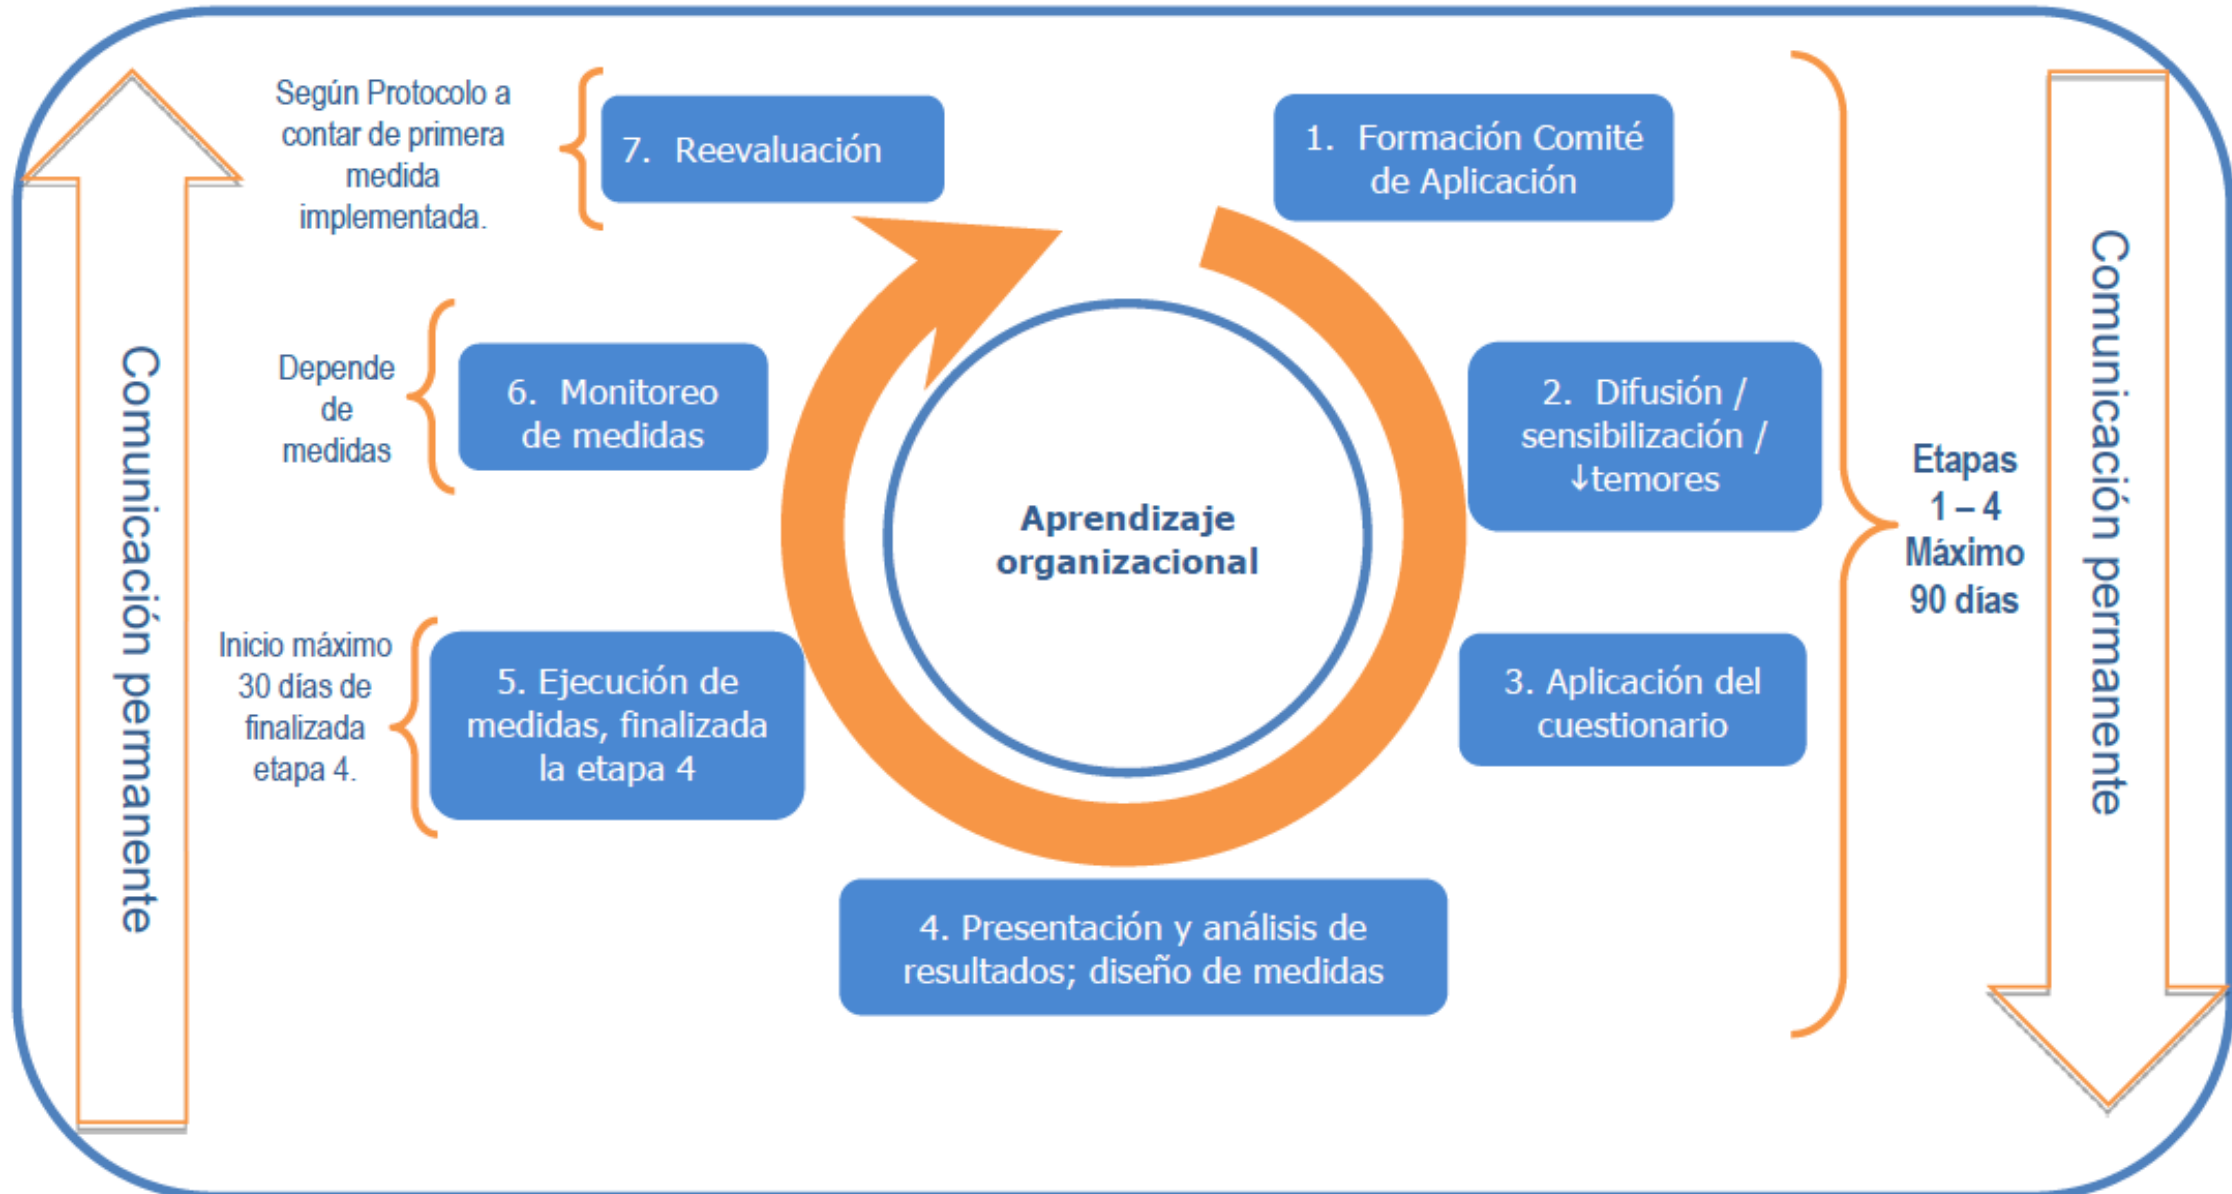 Comunicación permanente
Según Protocolo a
contar de primera
medida
implementada.
7. Reevaluación
1. Formación Comité
de Aplicación
Depende
de
medidas
6. Monitoreo
de medidas
Aprendizaje
organizacional
2. Difusión /
sensibilización /
↓temores
Etapas
1 – 4
Máximo
90 días
Inicio máximo
30 días de
finalizada
etapa 4.
5. Ejecución de
medidas, finalizada
la etapa 4
3. Aplicación del
cuestionario
4. Presentación y análisis de
resultados; diseño de medidas
Comunicación permanente